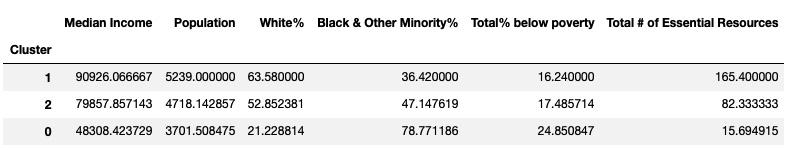 Median Income Population White% Black & Other Minority% Total% below poverty Total # of Essential Resources
Cluster
1 90926.066667 5239.000000 63.580000 36.420000 16.240000 165.400000
2 79857.857143 4718.142857 52.852381 47.147619 17.485714 82.333333
0 48308.423729 3701.508475 21.228814 78.771186 24.850847 15.694915